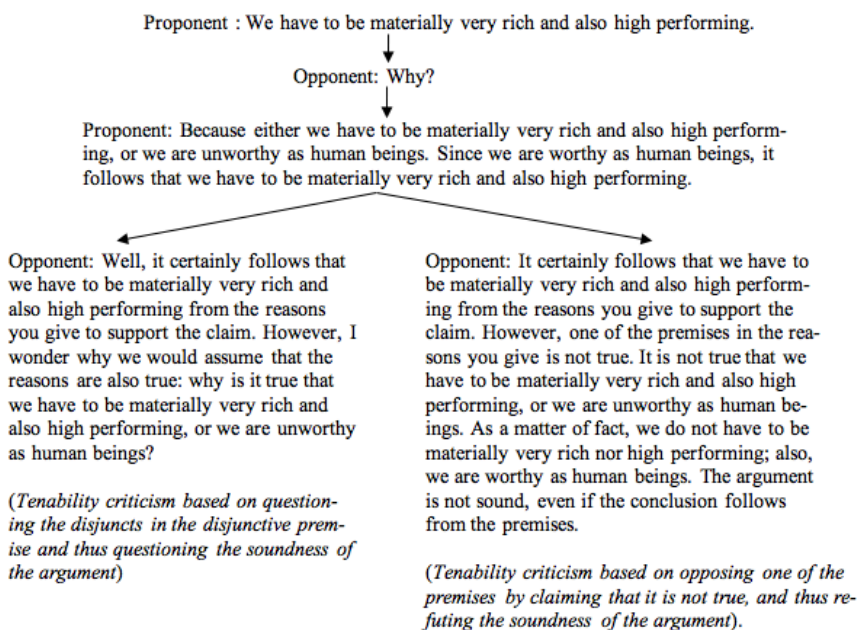 Proponent : We have to be materially very rich and also high performing.
Opponent: Why?
Proponent: Because either we have to be materially very rich and also high perform-
ing, or we are unworthy as human beings. Since we are worthy as human beings, it
follows that we have to be materially very rich and also high performing.
Opponent: Well, it certainly follows that
we have to be materially very rich and
also high performing from the reasons
you give to support the claim. However, I
wonder why we would assume that the
reasons are also true: why is it true that
we have to be materially very rich and
also high performing, or we are unworthy
as human beings?
(Tenability criticism based on question-
ing the disjuncts in the disjunctive prem-
ise and thus questioning the soundness of
the argument)
Opponent: It certainly follows that we have to
be materially very rich and also high perform-
ing from the reasons you give to support the
claim. However, one of the premises in the rea-
sons you give is not true. It is not true that we
have to be materially very rich and also high
performing, or we are unworthy as human be-
ings. As a matter of fact, we do not have to be
materially very rich nor high performing; also,
we are worthy as human beings. The argument
is not sound, even if the conclusion follows
from the premises.
(Tenability criticism based on opposing one of the
premises by claiming that it is not true, and thus re-
futing the soundness of the argument).